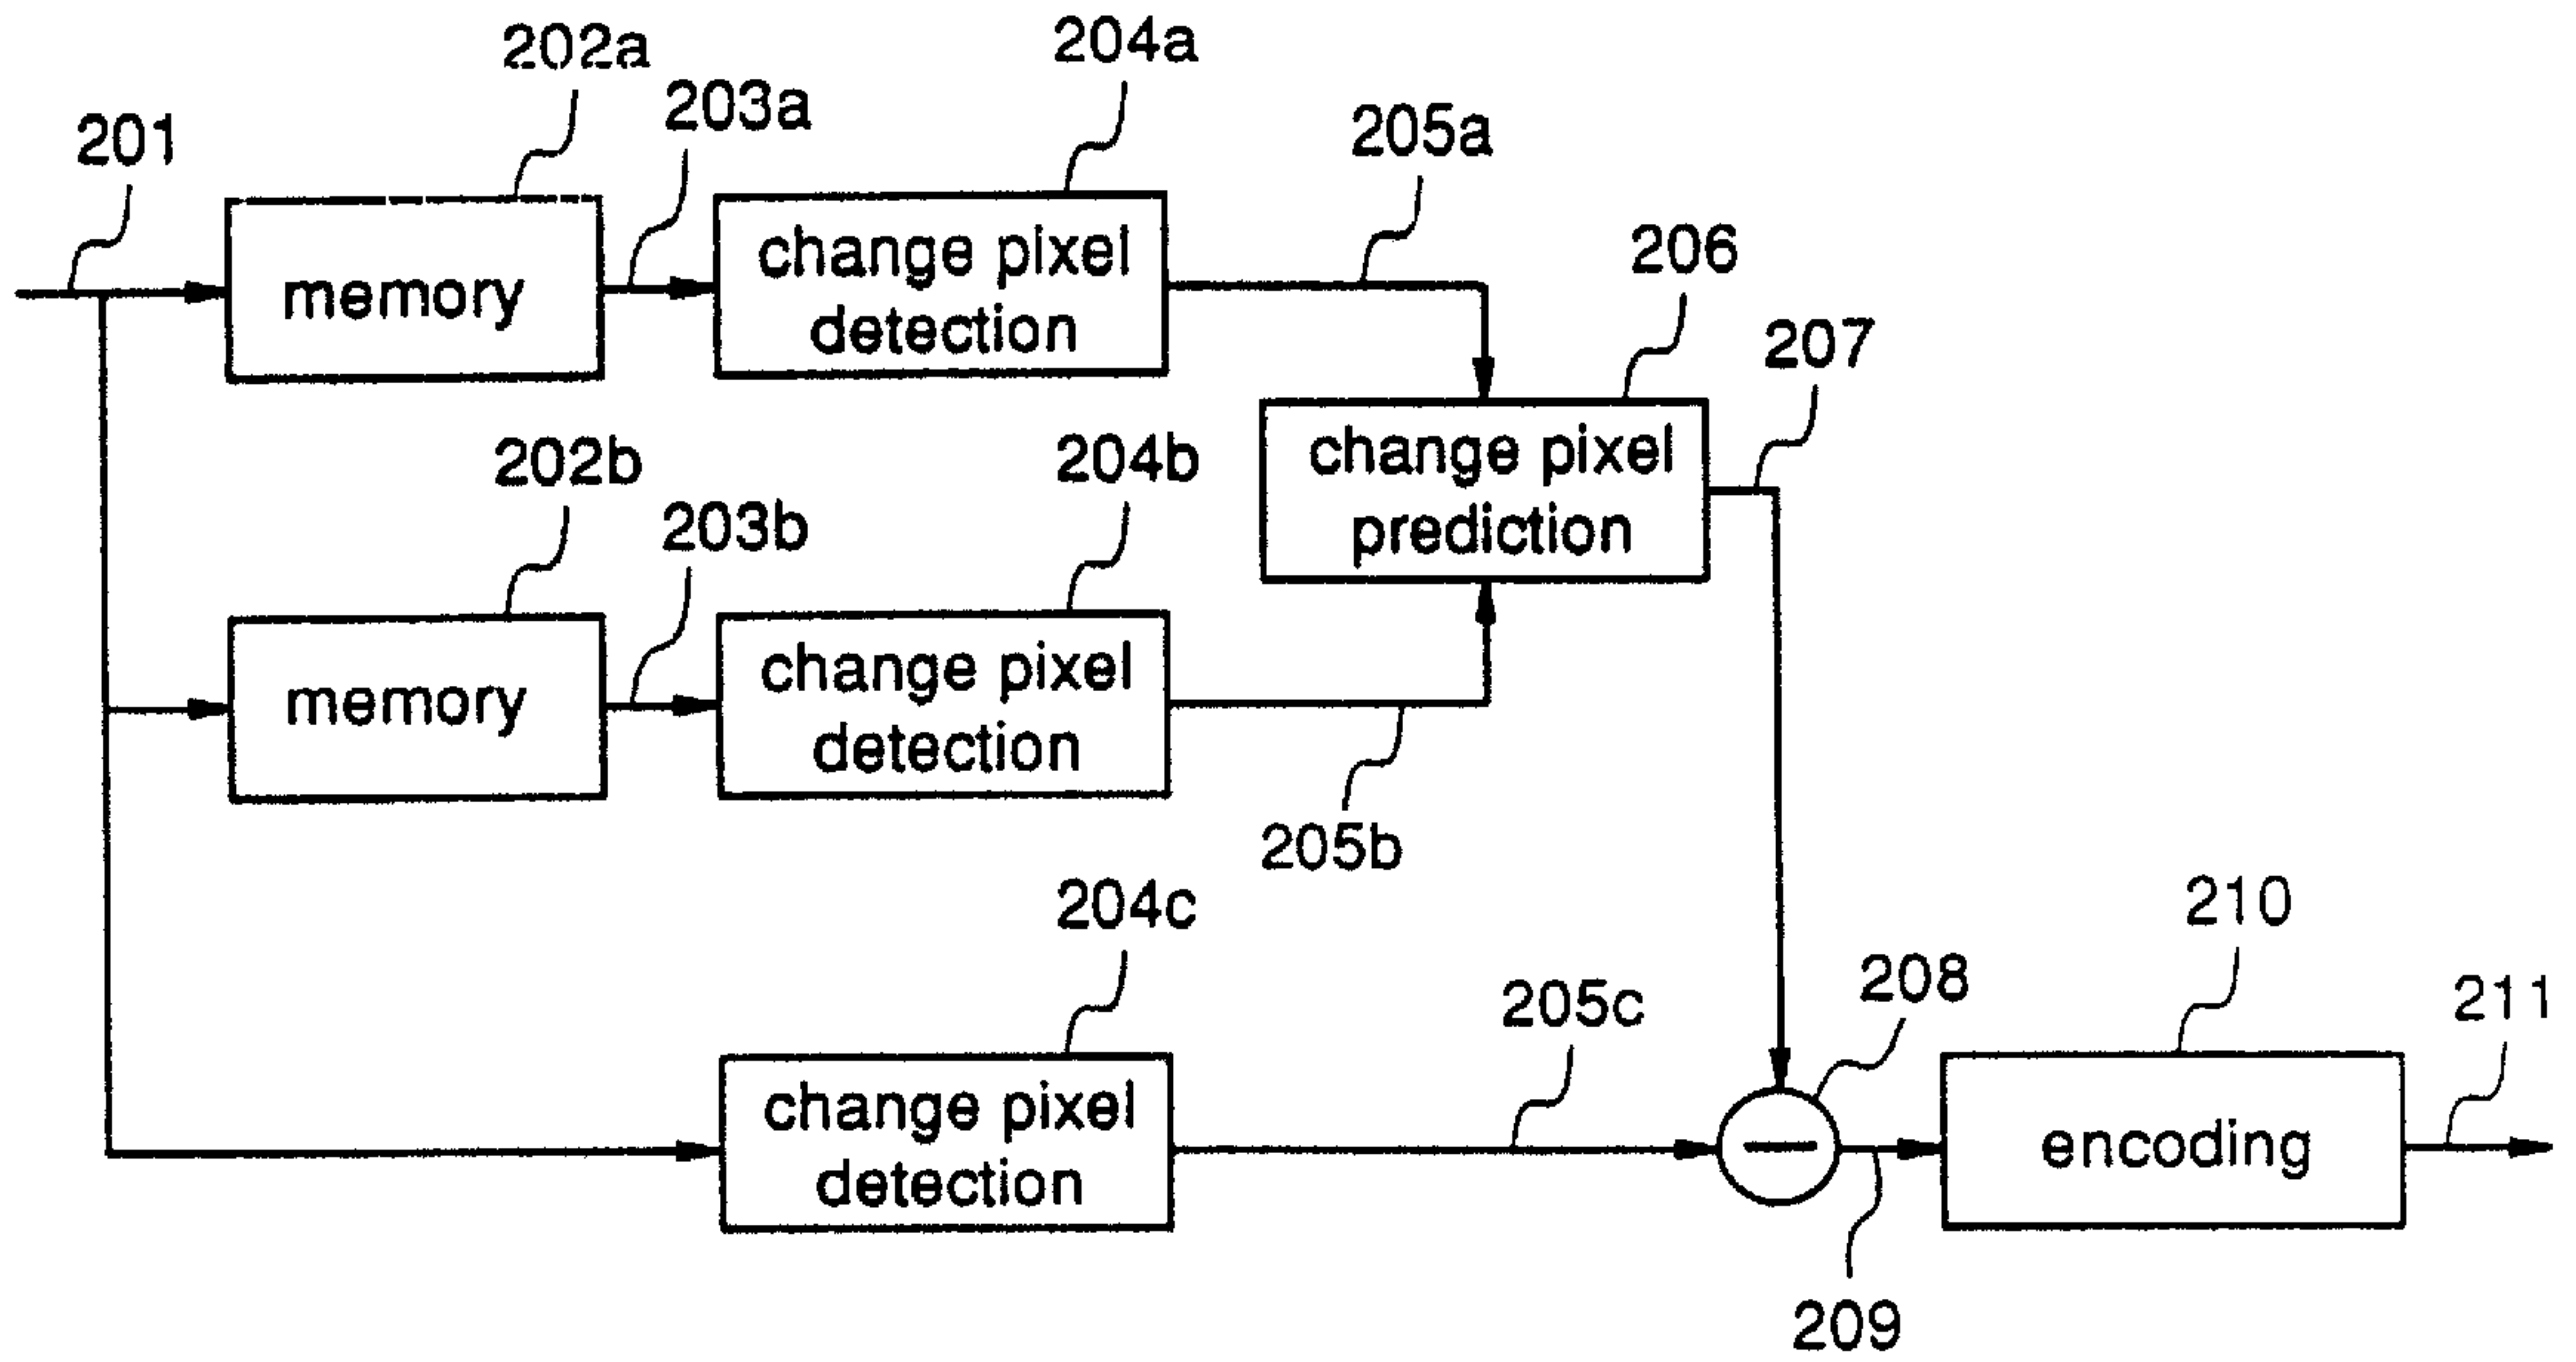 202a
204a
203a
201
205a
change pixel
detection
memory
206
207
change pixel
prediction
202b
204b
203b
change pixel
detection
memory
205b
204c
210
208
205c
211
change pixel
detection
encoding
209